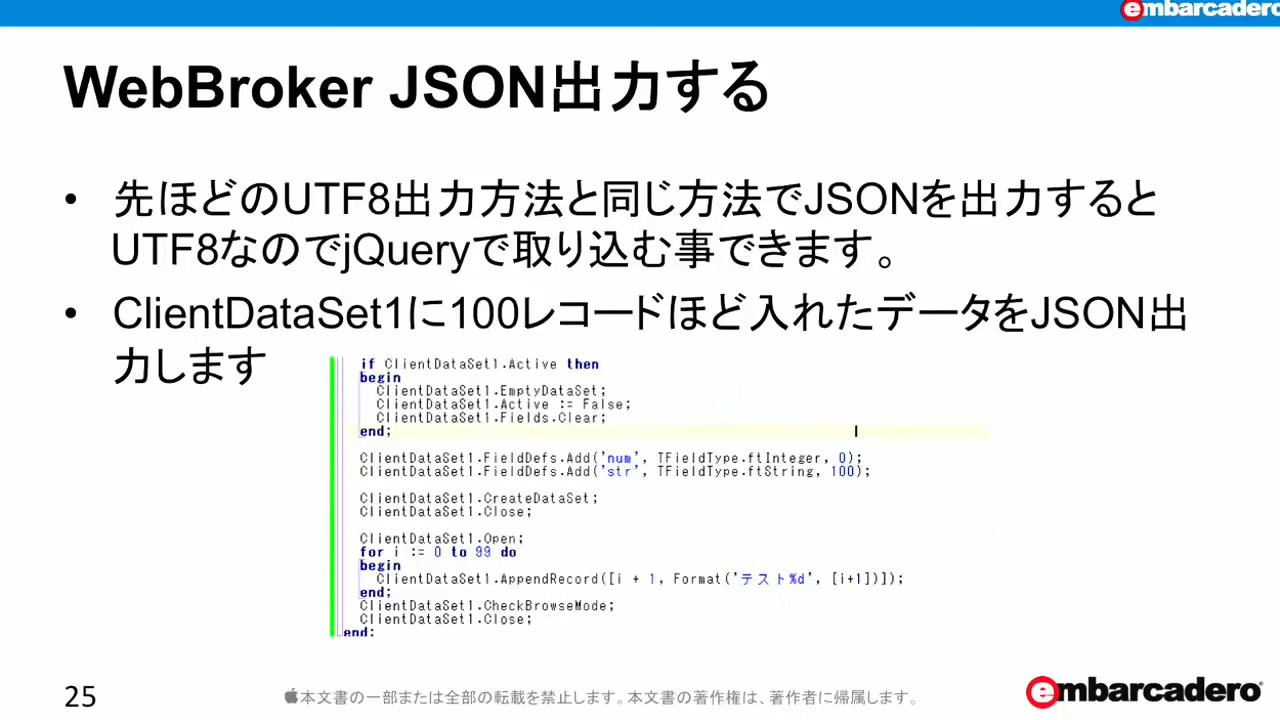 embarcadero
WebBroker JSON出力する
• 先ほどのUTF8出力方法と同じ方法でJSONを出力すると
UTF8なのでjQueryで取り込む事できます。
• ClientDataSet1に100レコードほど入れたデータをJSON出
力します
if ClientDataSet1.Active then
begin
ClientDataSet1.EmptyDataSet;
ClientDataSet1.Active := False;
ClientDataSet1.Fields.Clear;
end;
ClientDataSet1.FieldDefs.Add('num', TFieldType.ftInteger, 0);
ClientDataSet1.FieldDefs.Add('str', TFieldType.ftString, 100);
ClientDataSet1.CreateDataSet;
ClientDataSet1.Close;
ClientDataSet1.Open;
for i := 0 to 99 do
begin
ClientDataSet1.AppendRecord([i + 1, Format('テスト%d', [i+1])]);
end;
ClientDataSet1.CheckBrowseMode;
ClientDataSet1.Close;
end;
25
本文書の一部または全部の転載を禁止します。本文書の著作権は、著作者に帰属します。
embarcadero